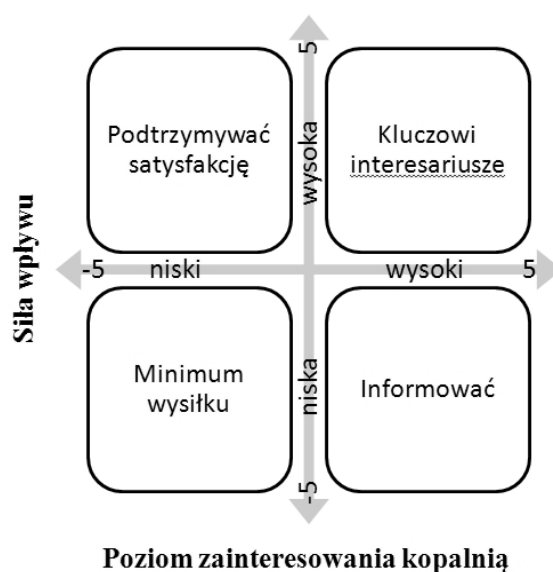 5
Podtrzymywać
satysfakcję
wysoka
Kluczowi
interesariusze
Siła wpływu
-5 niski wysoki 5
Minimum
wysiłku
niska
Informować
-5
Poziom zainteresowania kopalnią